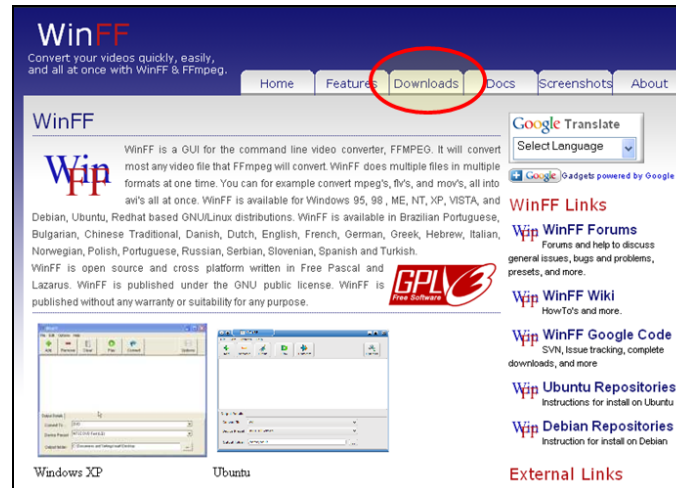 WinFF
Convert your videos quickly, easily,
and all at once with WinFF & FFmpeg.
Home Features Downloads Docs Screenshots About
WinFF
WinFF is a GUI for the command line video converter, FFMPEG. It will convert
most any video file that FFmpeg will convert. WinFF does multiple files in multiple
formats at one time. You can for example convert mpeg's, flv's, and mov's, all into
avi's all at once. WinFF is available for Windows 95, 98 , ME, NT, XP, VISTA, and
Debian, Ubuntu, Redhat based GNU/Linux distributions. WinFF is available in Brazilian Portuguese,
Bulgarian, Chinese Traditional, Danish, Dutch, English, French, German, Greek, Hebrew, Italian,
Norwegian, Polish, Portuguese, Russian, Serbian, Slovenian, Spanish and Turkish.
WinFF is open source and cross platform written in Free Pascal and
Lazarus. WinFF is published under the GNU public license. WinFF is
published without any warranty or suitability for any purpose.
Win
FF
GPL v3
Free Software
Windows XP
Ubuntu
Google Translate
Select Language
Google Gadgets powered by Google
WinFF Links
WinFF Forums
Forums and help to discuss
general issues, bugs and problems,
presets, and more.
WinFF Wiki
HowTo's and more.
WinFF Google Code
SVN, Issue tracking, complete
downloads, and more
Ubuntu Repositories
Instructions for install on Ubuntu
Debian Repositories
Instruction for install on Debian
External Links